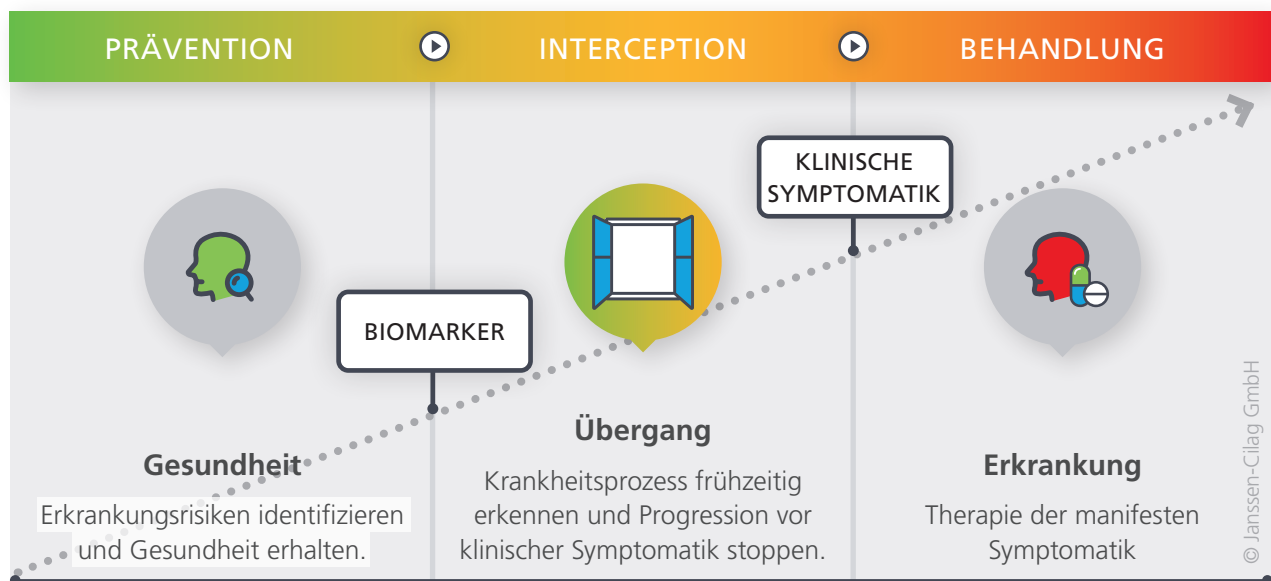 PRÄVENTION
INTERCEPTION
BEHANDLUNG
KLINISCHE
SYMPTOMATIK
BIOMARKER
Gesundheit
Erkrankungsrisiken identifizieren
und Gesundheit erhalten.
Übergang
Krankheitsprozess frühzeitig
erkennen und Progression vor
klinischer Symptomatik stoppen.
Erkrankung
Therapie der manifesten
Symptomatik
© Janssen-Cilag GmbH